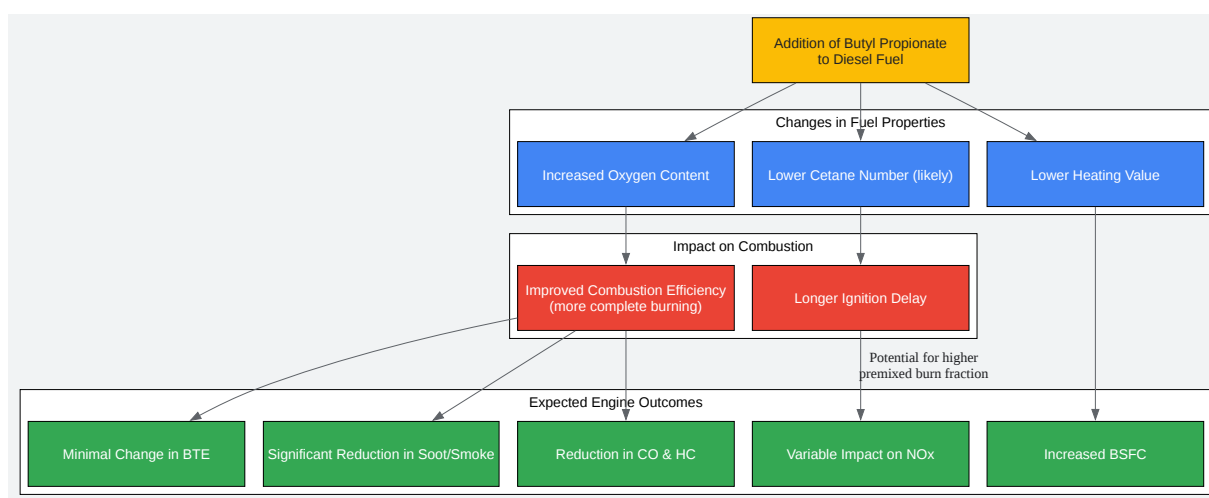 Addition of Butyl Propionate
to Diesel Fuel
Changes in Fuel Properties
Increased Oxygen Content
Lower Cetane Number (likely)
Lower Heating Value
Impact on Combustion
Improved Combustion Efficiency
(more complete burning)
Longer Ignition Delay
Potential for higher
premixed burn fraction
Expected Engine Outcomes
Minimal Change in BTE
Significant Reduction in Soot/Smoke
Reduction in CO & HC
Variable Impact on NOx
Increased BSFC